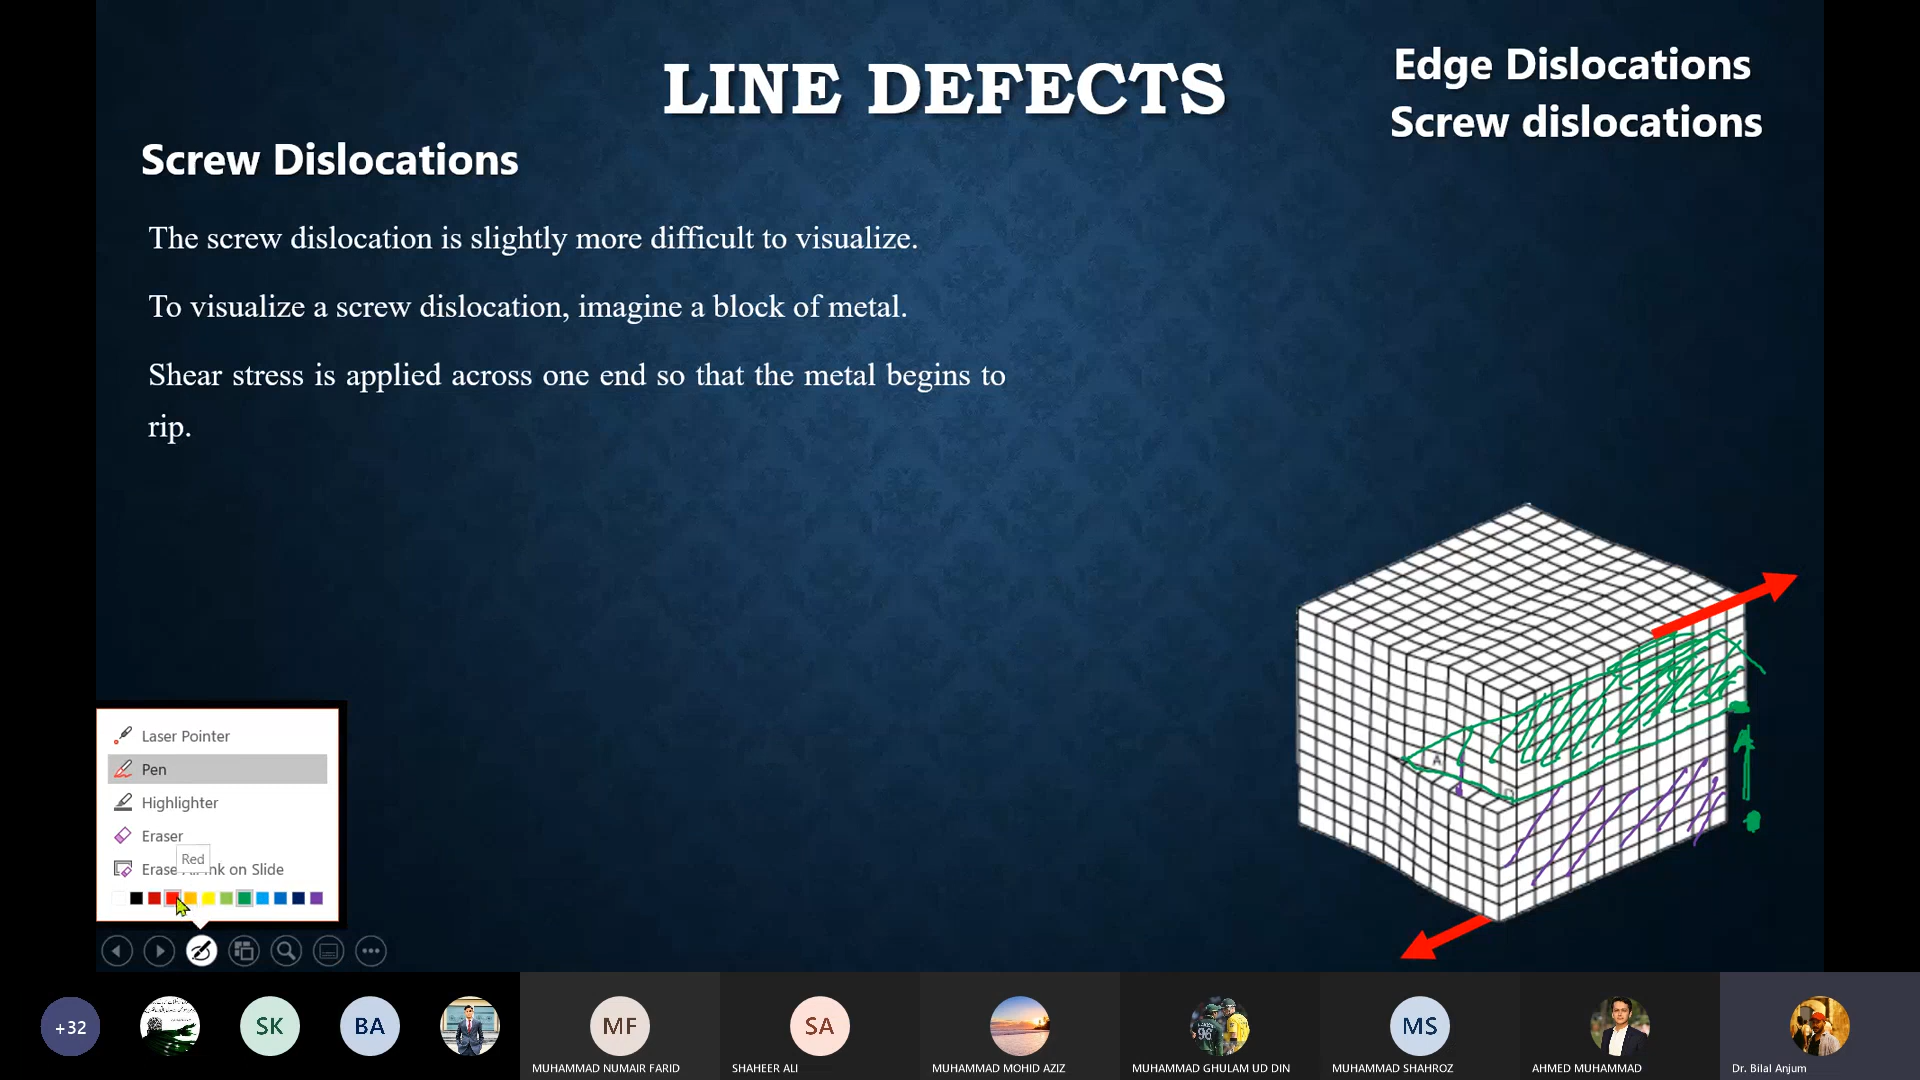 LINE DEFECTS
Edge Dislocations
Screw dislocations
Screw Dislocations
The screw dislocation is slightly more difficult to visualize.
To visualize a screw dislocation, imagine a block of metal.
Shear stress is applied across one end so that the metal begins to
rip.
A
D
Laser Pointer
Pen
Highlighter
Eraser
Red
Erase Ink on Slide
+32
SK
BA
MF
SA
96
MS
MUHAMMAD NUMAIR FARID
SHAHEER ALI
MUHAMMAD MOHID AZIZ
MUHAMMAD GHULAM UD DIN
MUHAMMAD SHAHROZ
AHMED MUHAMMAD
Dr. Bilal Anjum